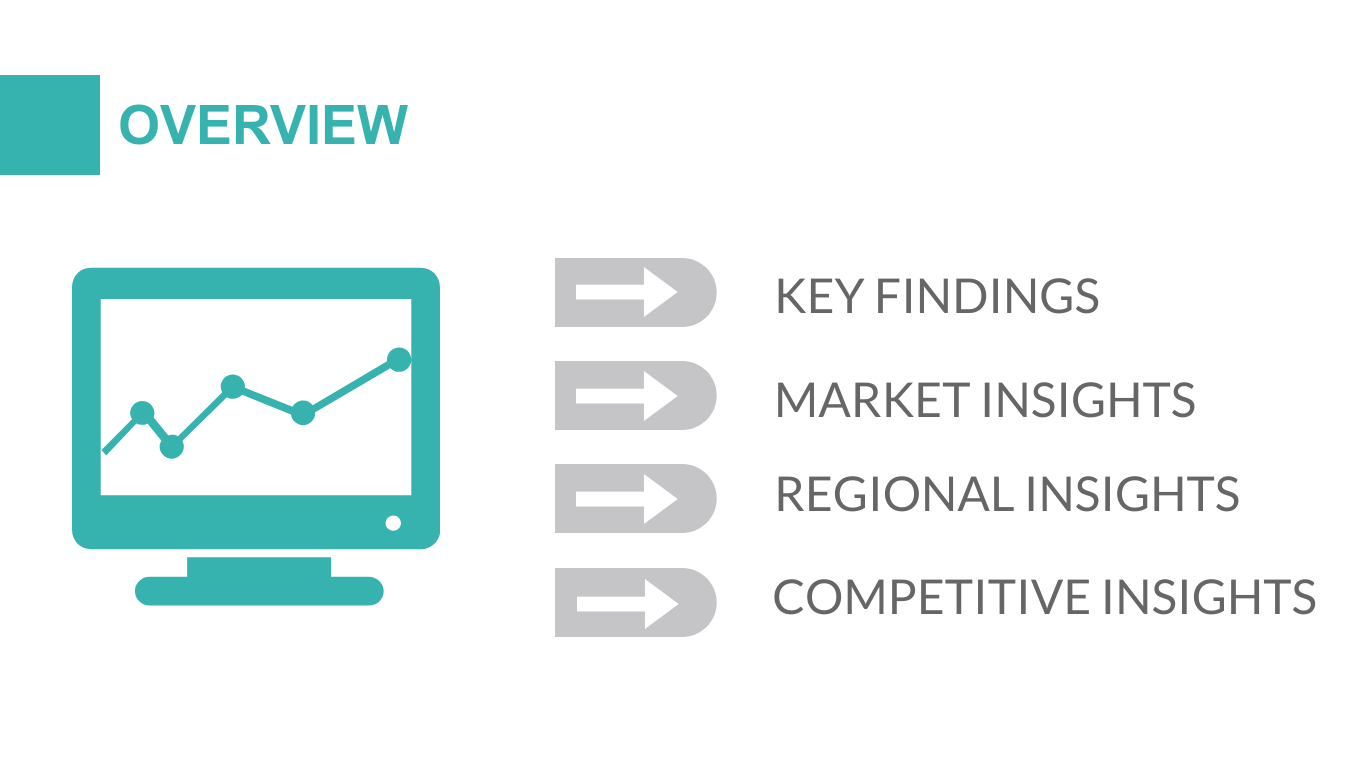 OVERVIEW
KEY FINDINGS
MARKET INSIGHTS
REGIONAL INSIGHTS
COMPETITIVE INSIGHTS